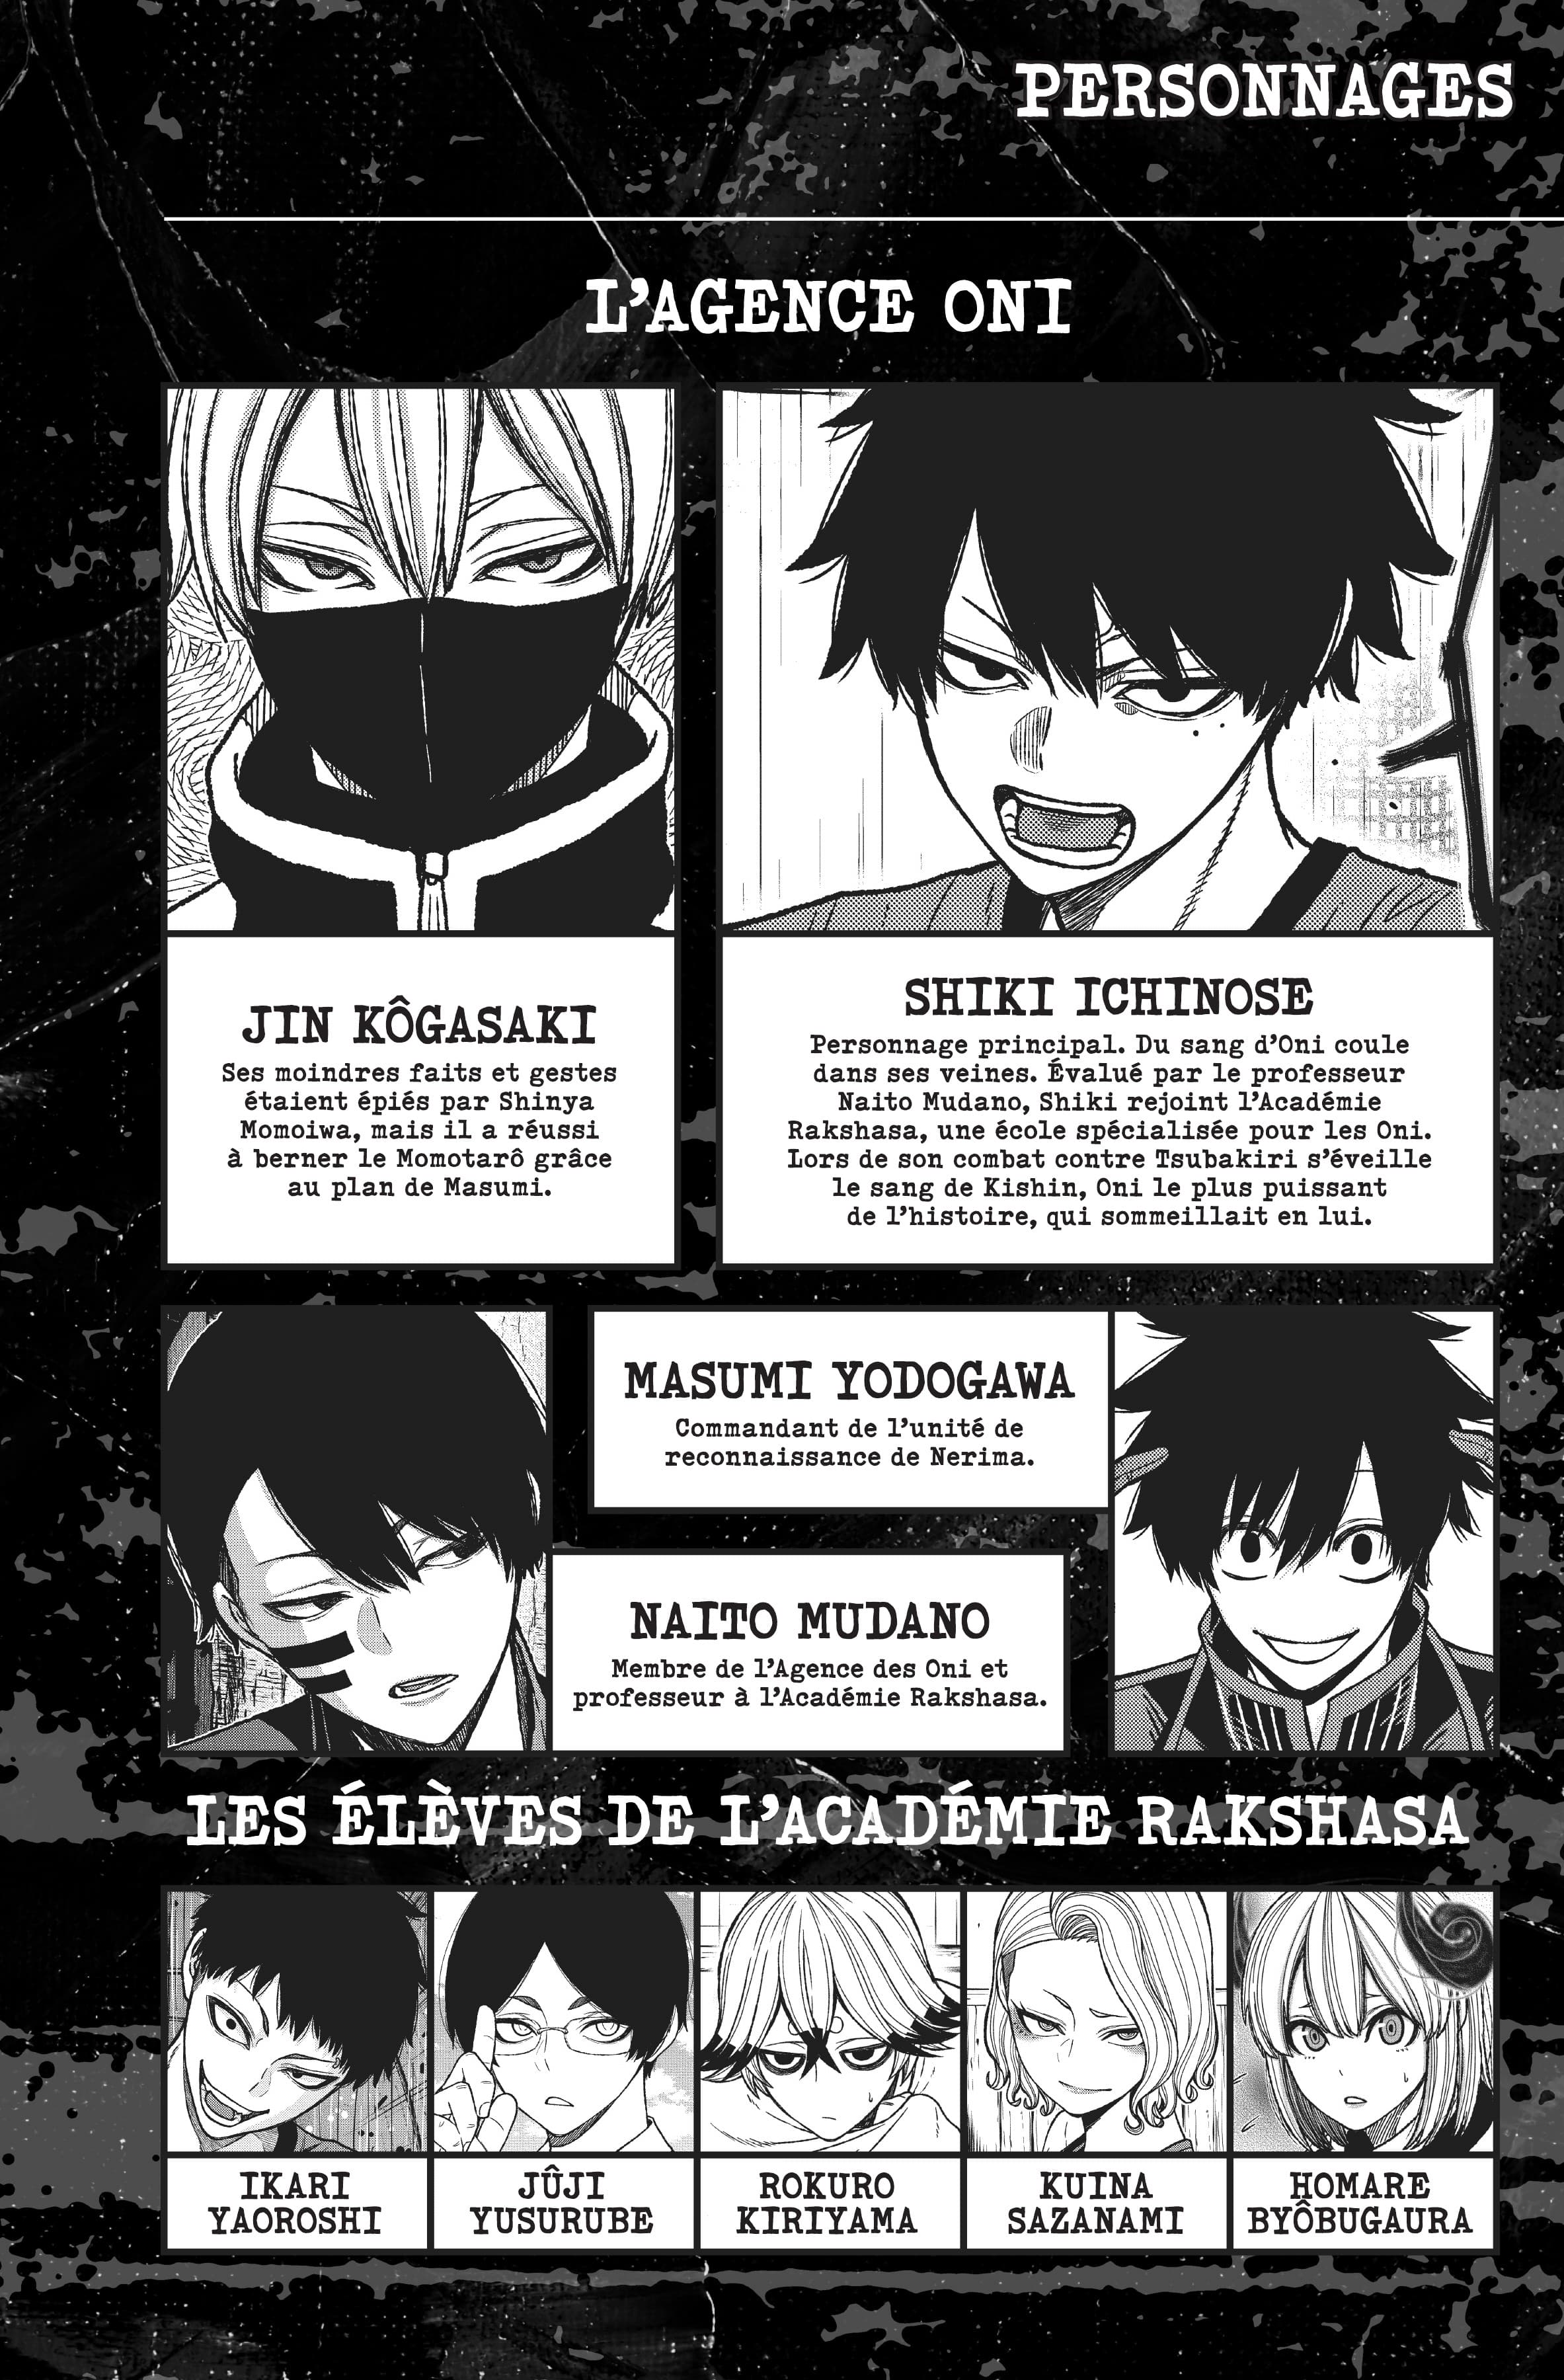 PERSONNAGES
L'AGENCE ONI
JIN KÔGASAKI
Ses moindres faits et gestes
étaient épiés par Shinya
Momoiwa, mais il a réussi
à berner le Momotarô grâce
au plan de Masumi.
SHIKI ICHINOSE
Personnage principal. Du sang d'Oni coule
dans ses veines. Évalué par le professeur
Naito Mudano, Shiki rejoint l'Académie
Rakshasa, une école spécialisée pour les Oni.
Lors de son combat contre Tsubakiri s'éveille
le sang de Kishin, Oni le plus puissant
de l'histoire, qui sommeillait en lui.
MASUMI YODOGAWA
Commandant de l'unité de
reconnaissance de Nerima.
NAITO MUDANO
Membre de l'Agence des Oni et
professeur à l'Académie Rakshasa.
LES ÉLÈVES DE L'ACADÉMIE RAKSHASA
IKARI
YAOROSHI
JÛJI
YUSURUBE
ROKURO
KIRIYAMA
KUINA
SAZANAMI
HOMARE
BYÔBUGAURA